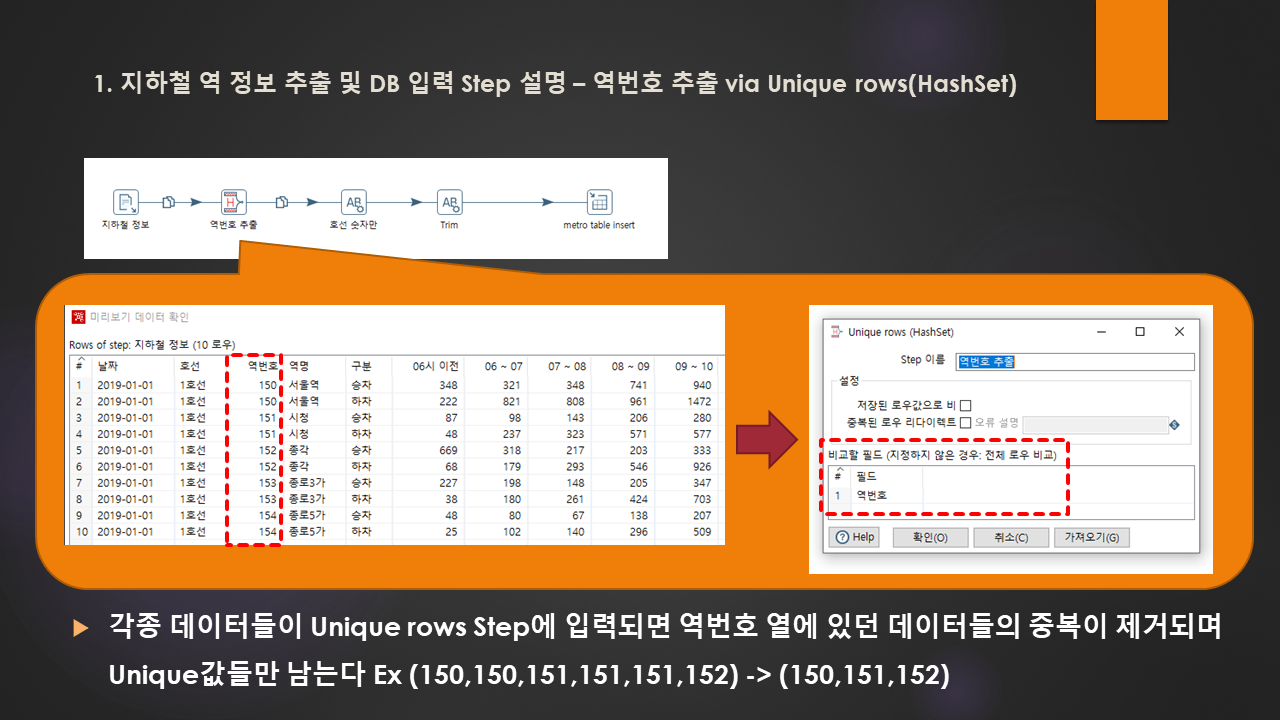 1. 지하철 역 정보 추출 및 DB 입력 Step 설명 – 역번호 추출 via Unique rows(HashSet)
지하철 정보 역번호 추출 호선 숫자만 Trim metro table insert
미리보기 데이터 확인
Rows of step: 지하철 정보 (10 로우)
# 날짜 호선 역번호 역명 구분 06시 이전 06 ~ 07 07 ~ 08 08 ~ 09 09 ~ 10
1 2019-01-01 1호선 150 서울역 승차 348 321 348 741 940
2 2019-01-01 1호선 150 서울역 하차 222 821 808 961 1472
3 2019-01-01 1호선 151 시청 승차 87 98 143 206 280
4 2019-01-01 1호선 151 시청 하차 48 237 323 571 577
5 2019-01-01 1호선 152 종각 승차 669 318 217 203 333
6 2019-01-01 1호선 152 종각 하차 68 179 293 546 926
7 2019-01-01 1호선 153 종로3가 승차 227 198 148 205 347
8 2019-01-01 1호선 153 종로3가 하차 38 180 261 424 703
9 2019-01-01 1호선 154 종로5가 승차 48 80 67 138 207
10 2019-01-01 1호선 154 종로5가 하차 25 102 140 296 509
Unique rows (HashSet)
Step 이름 역번호 추출
설정
저장된 로우값으로 비
중복된 로우 리다이렉트 오류 설명
비교할 필드 (지정하지 않은 경우: 전체 로우 비교)
# 필드
1 역번호
Help 확인(O) 취소(C) 가져오기(G)
각종 데이터들이 Unique rows Step에 입력되면 역번호 열에 있던 데이터들의 중복이 제거되며
Unique값들만 남는다 Ex (150,150,151,151,151,152) -> (150,151,152)